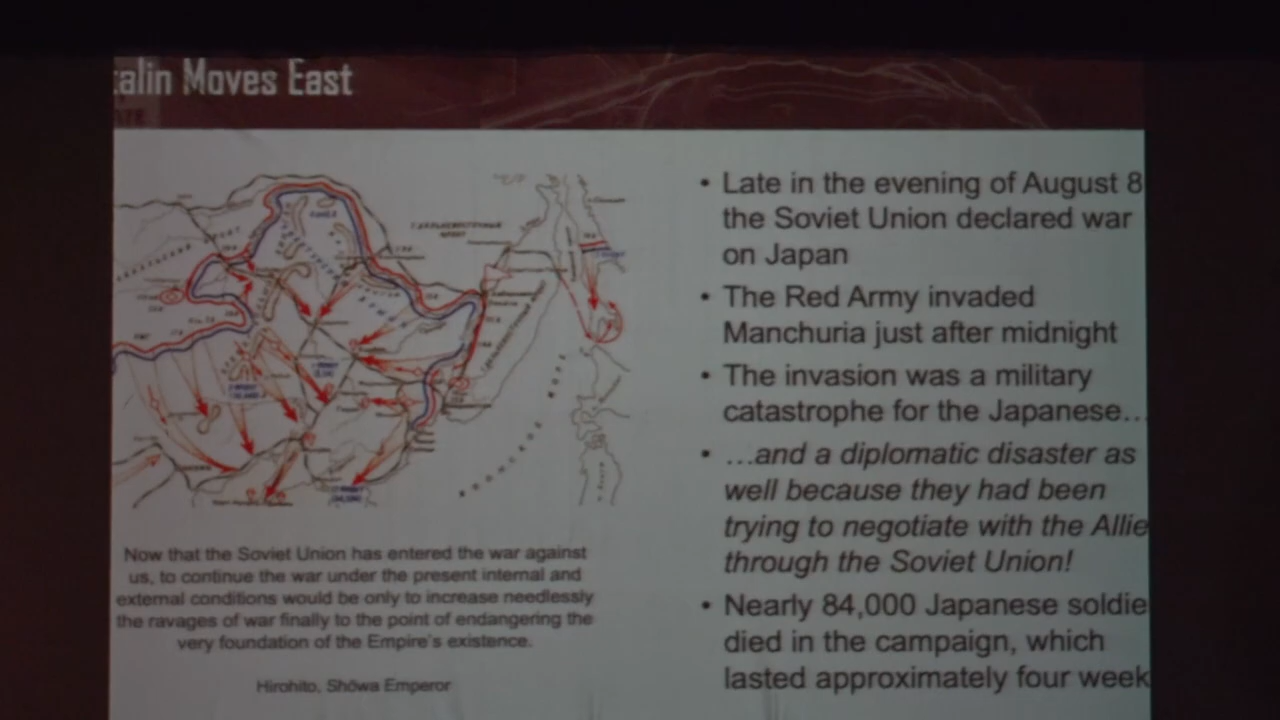 talin Moves East
• Late in the evening of August 8
the Soviet Union declared war
on Japan
• The Red Army invaded
Manchuria just after midnight
• The invasion was a military
catastrophe for the Japanese…
• …and a diplomatic disaster as
well because they had been
trying to negotiate with the Allie
through the Soviet Union!
• Nearly 84,000 Japanese soldie
died in the campaign, which
lasted approximately four week
Now that the Soviet Union has entered the war against
us, to continue the war under the present internal and
external conditions would be only to increase needlessly
the ravages of war finally to the point of endangering the
very foundation of the Empire's existence.
Hirohito, Shōwa Emperor